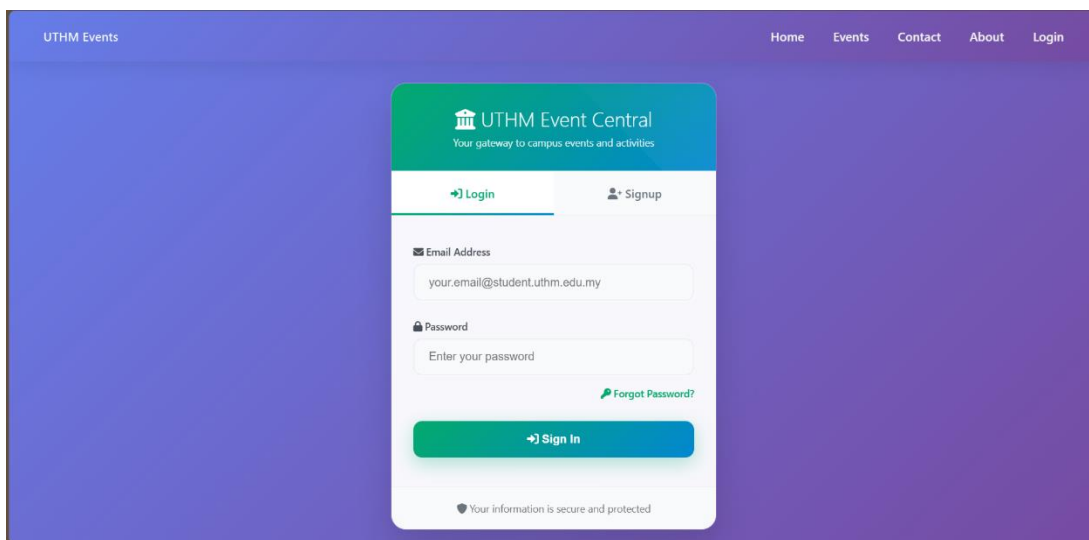 UTHM Events
Home Events Contact About Login
UTHM Event Central
Your gateway to campus events and activities
Login Signup
Email Address
your.email@student.uthm.edu.my
Password
Enter your password
Forgot Password?
Sign In
Your information is secure and protected